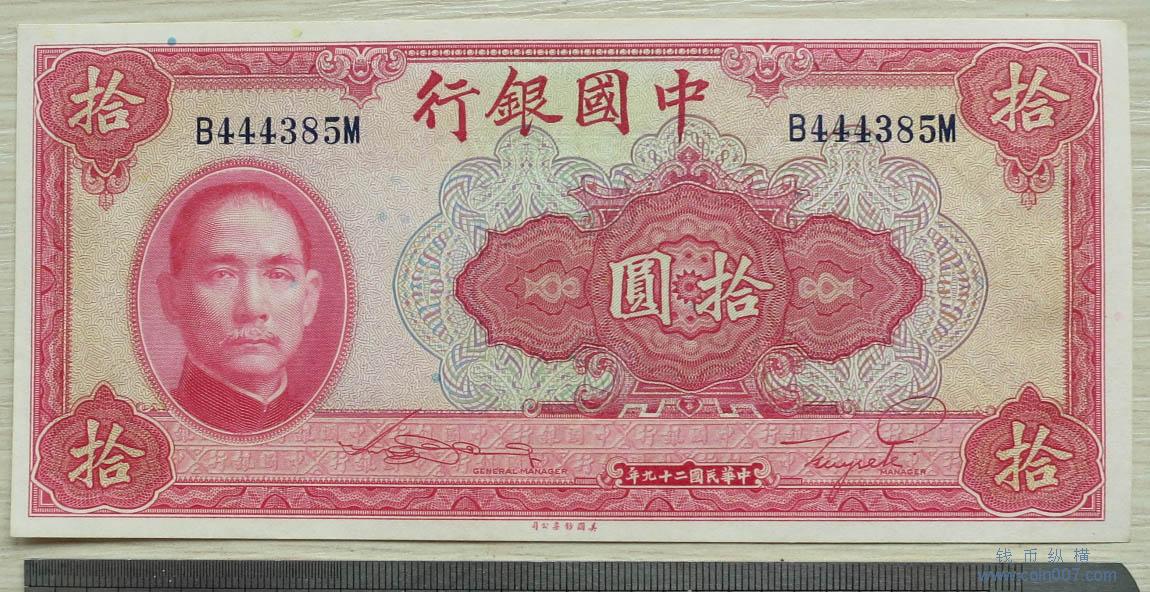 拾
拾
中國銀行
B444385M
B444385M
拾圓
GENERAL MANAGER
MANAGER
中華民國二十九年
拾
拾
美國鈔票公司
钱币纵横
www.coin007.com